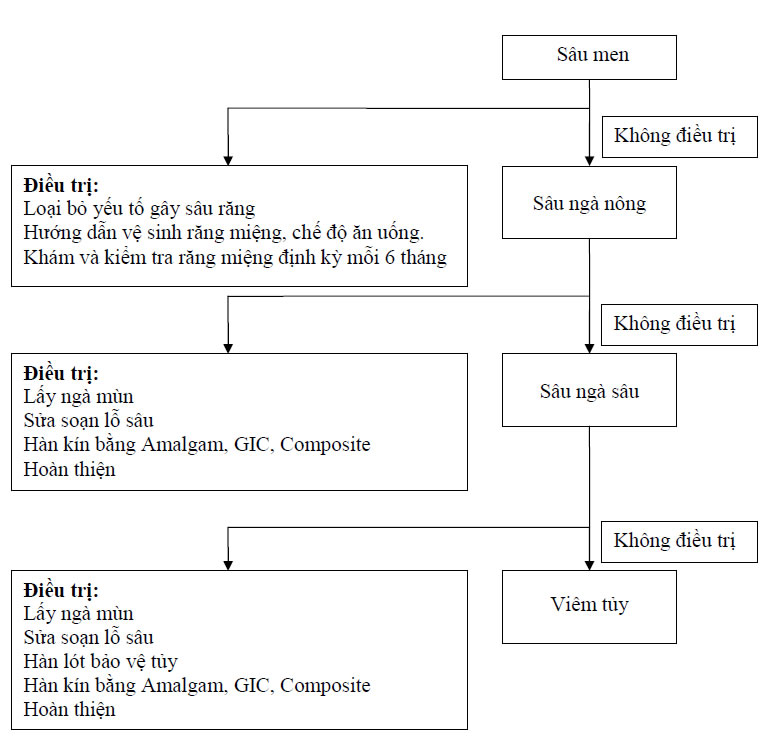 Sâu men
Không điều trị
Điều trị:
Loại bỏ yếu tố gây sâu răng
Hướng dẫn vệ sinh răng miệng, chế độ ăn uống.
Khám và kiểm tra răng miệng định kỳ mỗi 6 tháng
Sâu ngà nông
Không điều trị
Điều trị:
Lấy ngà mùn
Sửa soạn lỗ sâu
Hàn kín bằng Amalgam, GIC, Composite
Hoàn thiện
Sâu ngà sâu
Không điều trị
Điều trị:
Lấy ngà mùn
Sửa soạn lỗ sâu
Hàn lót bảo vệ tủy
Hàn kín bằng Amalgam, GIC, Composite
Hoàn thiện
Viêm tủy